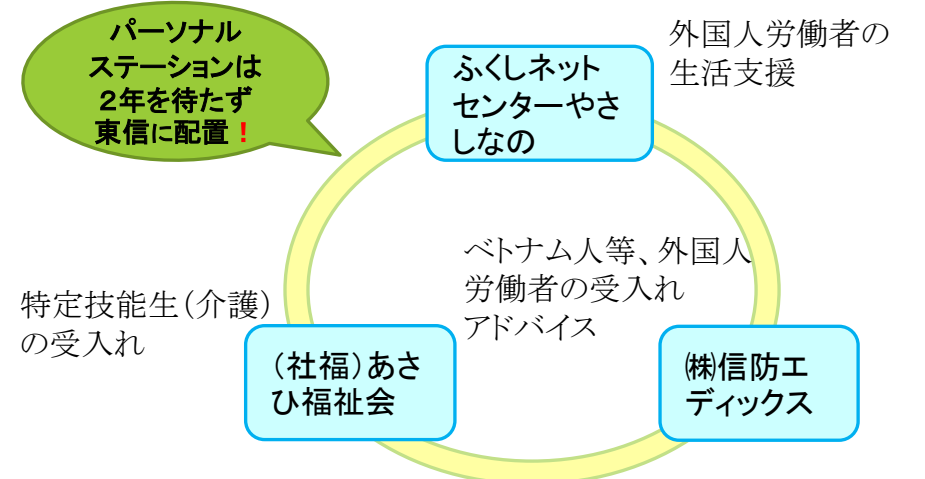 パーソナル
ステーションは
２年を待たず
東信に配置！
ふくしネット
センターやさ
しなの
外国人労働者の
生活支援
ベトナム人等、外国人
労働者の受入れ
アドバイス
特定技能生（介護）
の受入れ
（社福）あさ
ひ福祉会
㈱信防エ
ディックス